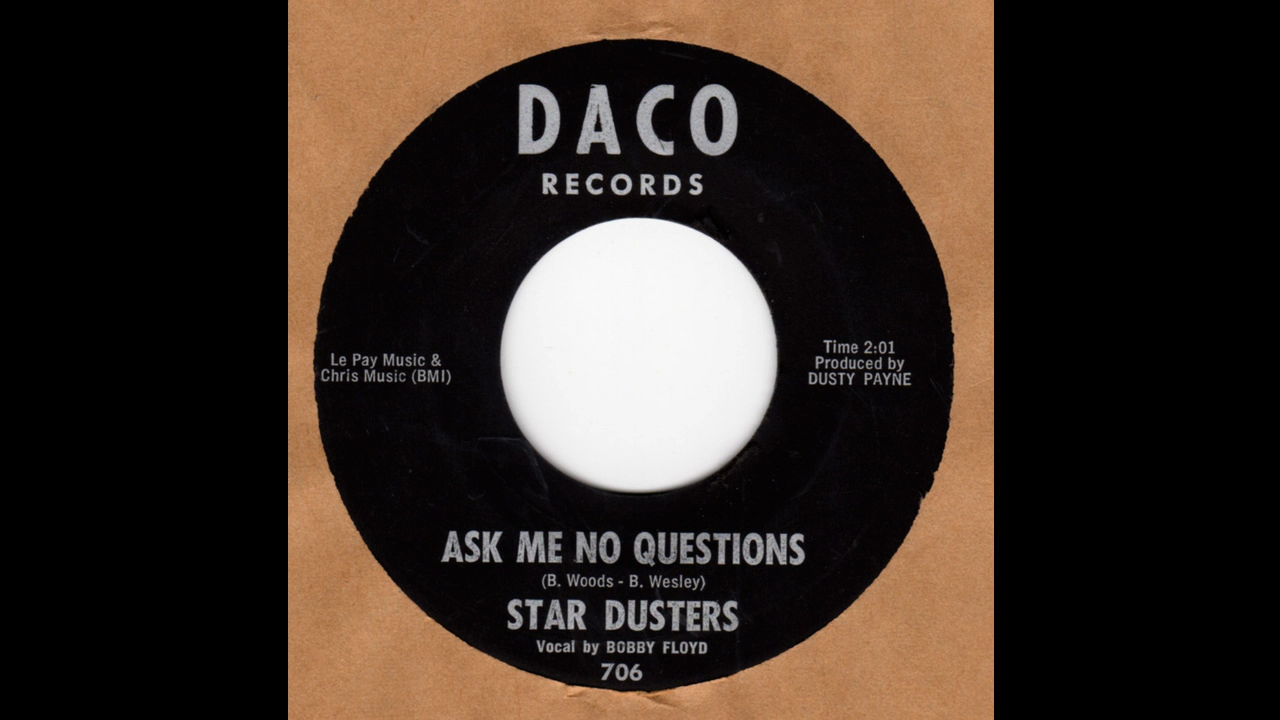 DACO
RECORDS
Le Pay Music &
Chris Music (BMI)
Time 2:01
Produced by
DUSTY PAYNE
ASK ME NO QUESTIONS
(B. Woods - B. Wesley)
STAR DUSTERS
Vocal by BOBBY FLOYD
706